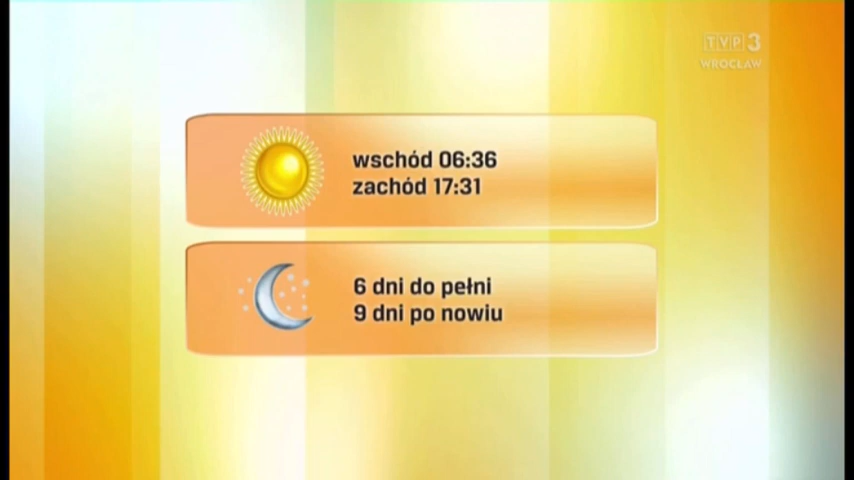 TVP3
WROCŁAW
wschód 06:36
zachód 17:31
6 dni do pełni
9 dni po nowiu